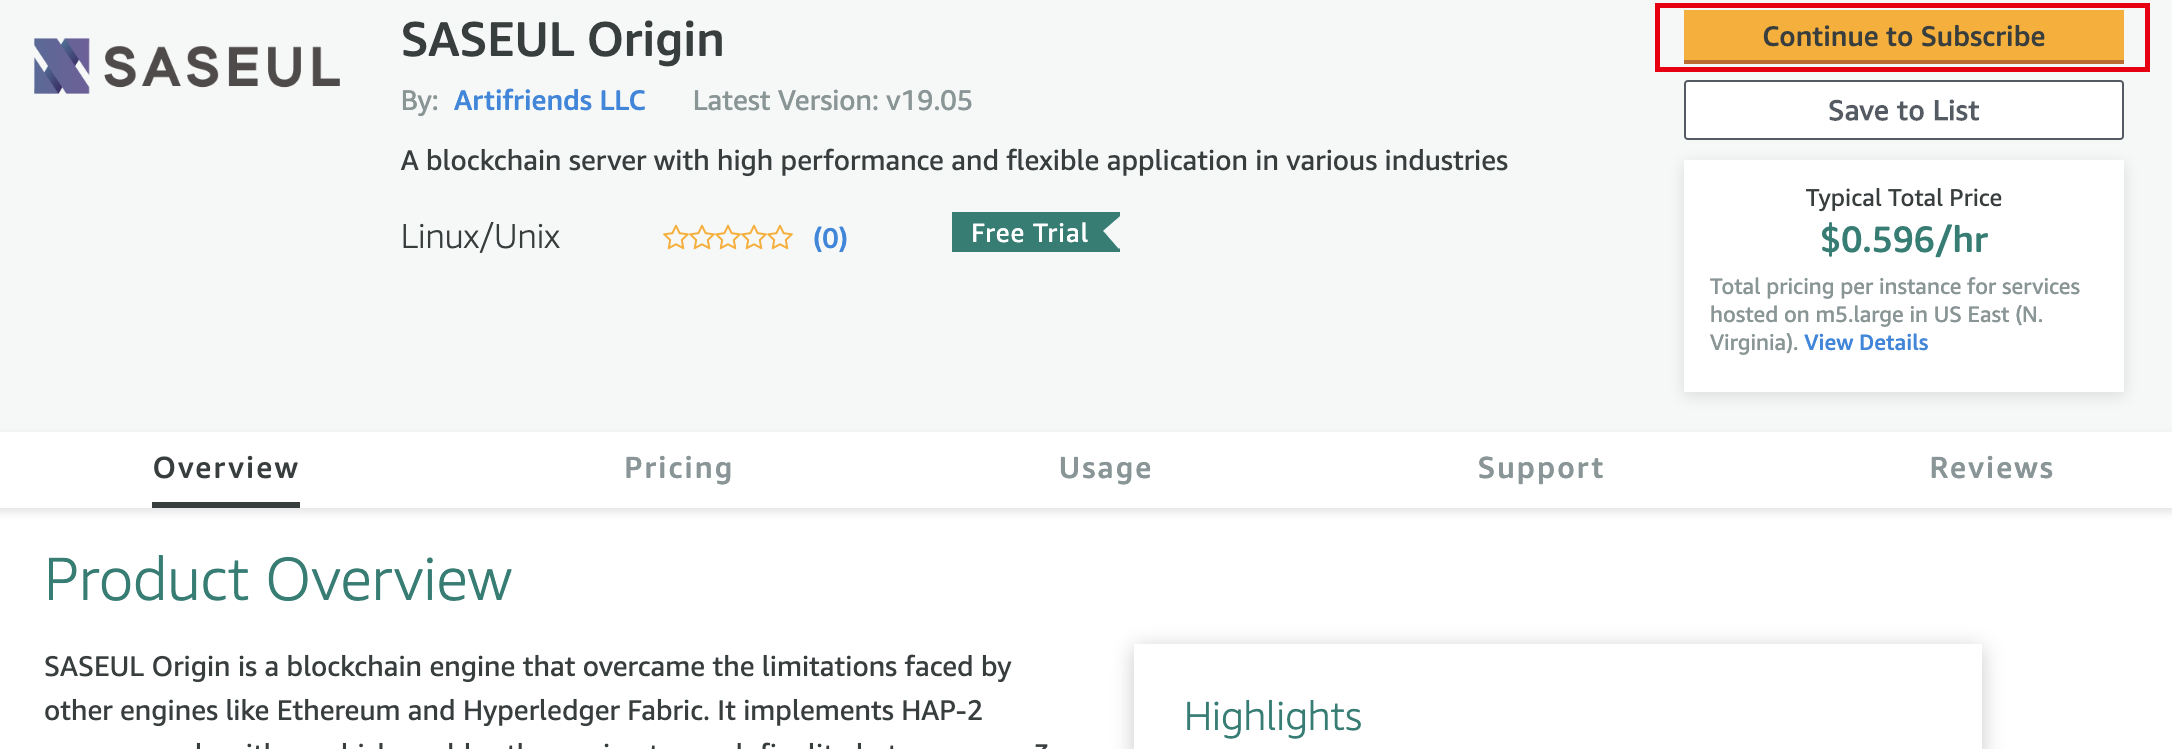 SASEUL
SASEUL Origin
Continue to Subscribe
By: Artifriends LLC Latest Version: v19.05
Save to List
A blockchain server with high performance and flexible application in various industries
Linux/Unix (0) Free Trial
Typical Total Price
$0.596/hr
Total pricing per instance for services
hosted on m5.large in US East (N.
Virginia). View Details
Overview Pricing Usage Support Reviews
Product Overview
SASEUL Origin is a blockchain engine that overcame the limitations faced by
other engines like Ethereum and Hyperledger Fabric. It implements HAP-2
Highlights